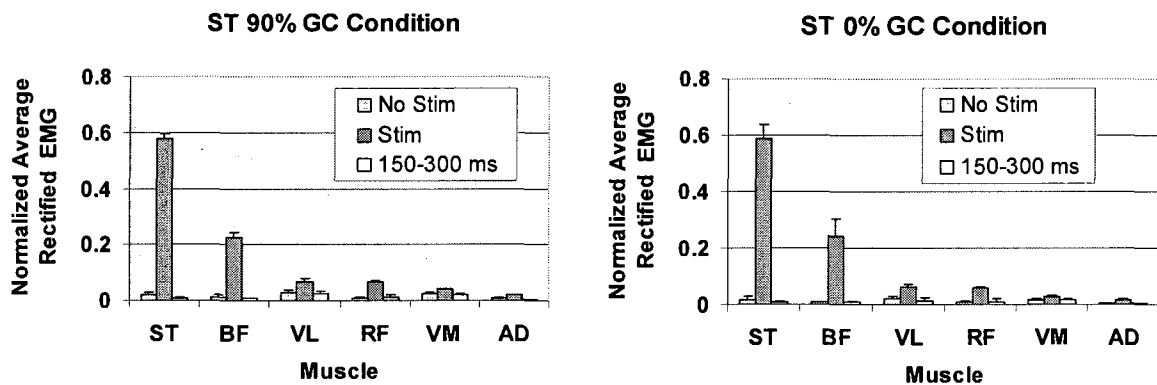 ST 90% GC Condition
Normalized Average
Rectified EMG
0.8
0.6
0.4
0.2
0
No Stim
Stim
150-300 ms
ST BF VL RF VM AD
Muscle
ST 0% GC Condition
Normalized Average
Rectified EMG
0.8
0.6
0.4
0.2
0
No Stim
Stim
150-300 ms
ST BF VL RF VM AD
Muscle